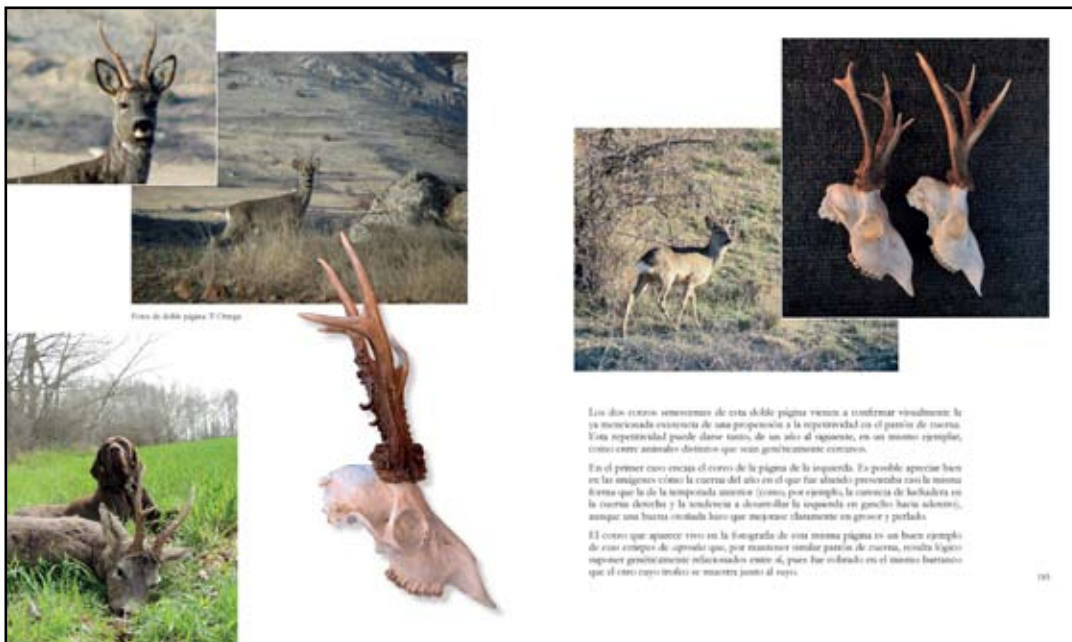 Fotos de doble página: F. Ortega
Los dos corzos semestrales de esta doble página vienen a confirmar visualmente la
ya mencionada existencia de una propensión a la repetitividad en el patrón de cuerna.
Esta repetitividad puede darse tanto, de un año al siguiente, en un mismo ejemplar,
como entre animales distintos que sean genéticamente cercanos.
En el primer caso encaja el corzo de la página de la izquierda. Es posible apreciar bien
en las imágenes cómo la cuerna del año en el que fue abatido presentaba casi la misma
forma que la de la temporada anterior (como, por ejemplo, la carencia de luchadera en
la cuerna derecha y la tendencia a desarrollar la izquierda en gancho hacia adentro),
aunque una buena otoñada hizo que mejorase claramente en grosor y perlado.
El corzo que aparece vivo en la fotografía de esta misma página es un buen ejemplo
de esas estirpes de que, por mantener similar patrón de cuerna, resulta lógico
suponer genéticamente relacionados entre sí, pues fue cobrado en el mismo barranco
que el otro cuyo trofeo se muestra junto al suyo.